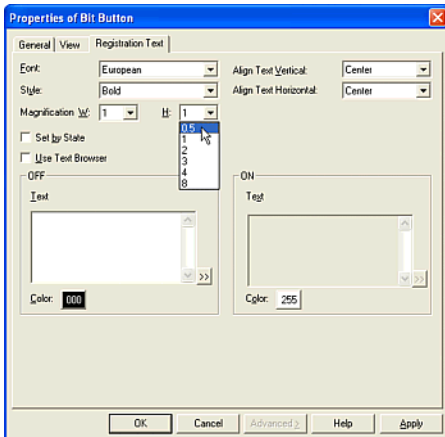 Properties of Bit Button
General View Registration Text
Font: European Align Text Vertical: Center
Style: Bold Align Text Horizontal: Center
Magnification W: 1 H: 1
0.5
1
2
3
4
8
Set by State
Use Text Browser
OFF ON
Text Text
>> >>
Color: 000 Color: 255
OK Cancel Advanced >> Help Apply